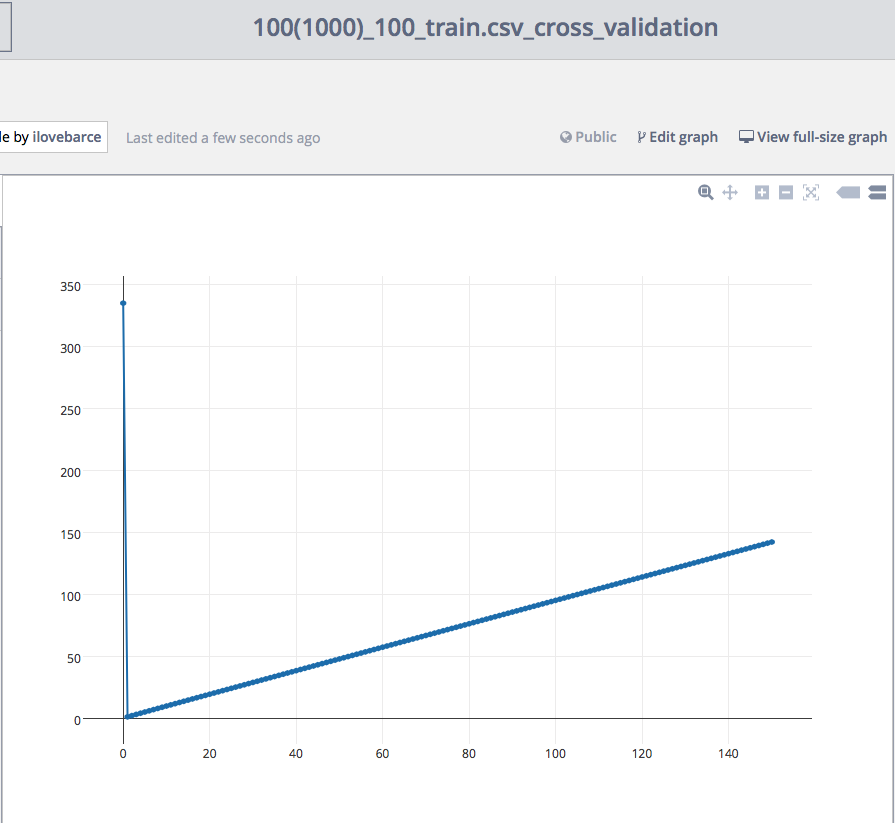 100(1000)_100_train.csv_cross_validation
by ilovebarce
Last edited a few seconds ago
Public
Edit graph
View full-size graph
350
300
250
200
150
100
50
0
0 20 40 60 80 100 120 140